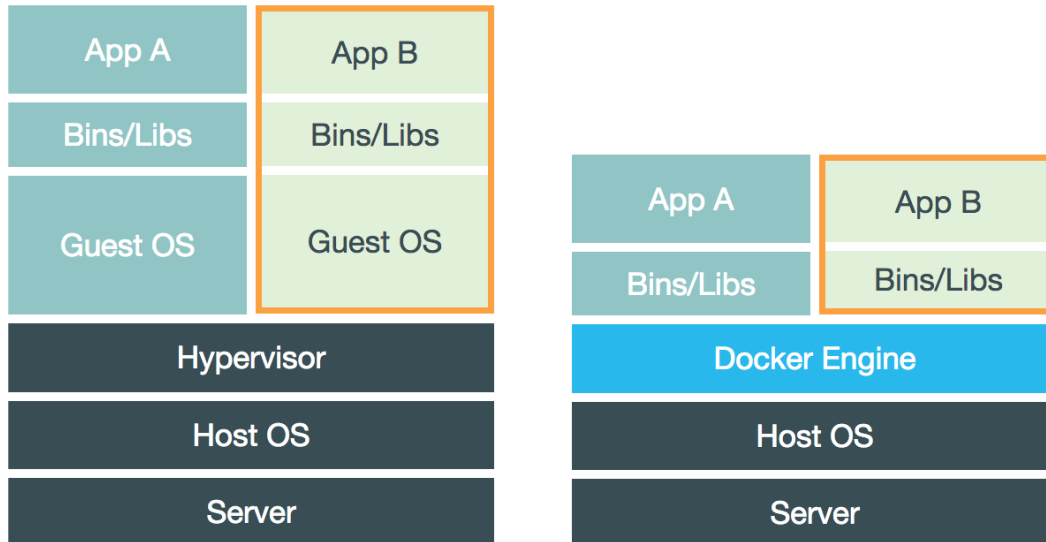 App A
App B
Bins/Libs
Bins/Libs
Guest OS
Guest OS
Hypervisor
Host OS
Server
App A
App B
Bins/Libs
Bins/Libs
Docker Engine
Host OS
Server